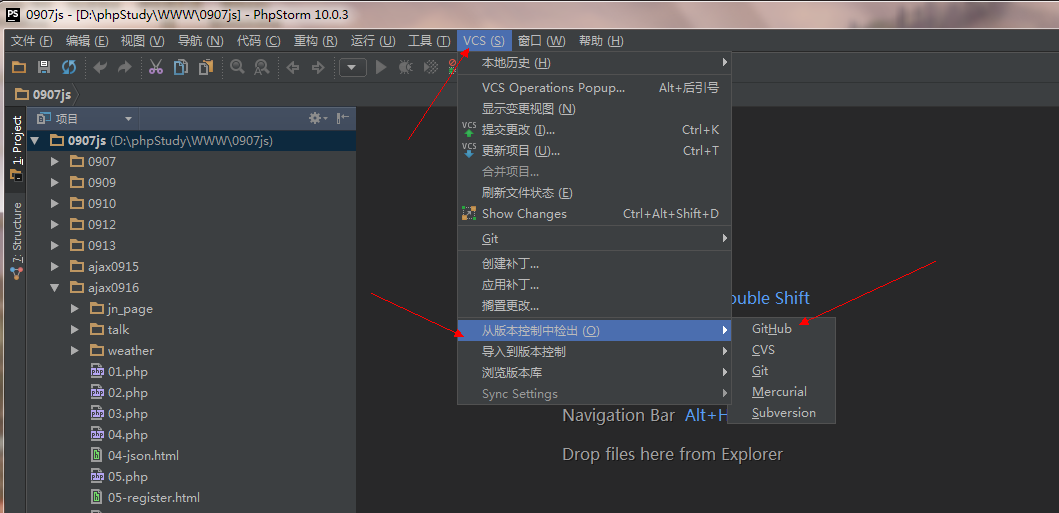 PS 0907js - [D:\phpStudy\WWW\0907js] - PhpStorm 10.0.3
文件 (F) 编辑 (E) 视图 (V) 导航 (N) 代码 (C) 重构 (R) 运行 (U) 工具 (T) VCS (S) 窗口 (W) 帮助 (H)
0907js
1: Project
7: Structure
项目
0907js (D:\phpStudy\WWW\0907js)
0907
0909
0910
0912
0913
ajax0915
ajax0916
jn_page
talk
weather
01.php
02.php
03.php
04.php
04-json.html
05.php
05-register.html
本地历史 (H)
VCS Operations Popup... Alt+后引号
显示变更视图 (N)
VCS 提交更改 (I)... Ctrl+K
VCS 更新项目 (U)... Ctrl+T
合并项目...
刷新文件状态 (E)
Show Changes Ctrl+Alt+Shift+D
Git
创建补丁...
应用补丁...
搁置更改...
从版本控制中检出 (O)
导入到版本控制
浏览版本库
Sync Settings
GitHub
CVS
Git
Mercurial
Subversion
ouble Shift
Navigation Bar Alt+H
Drop files here from Explorer